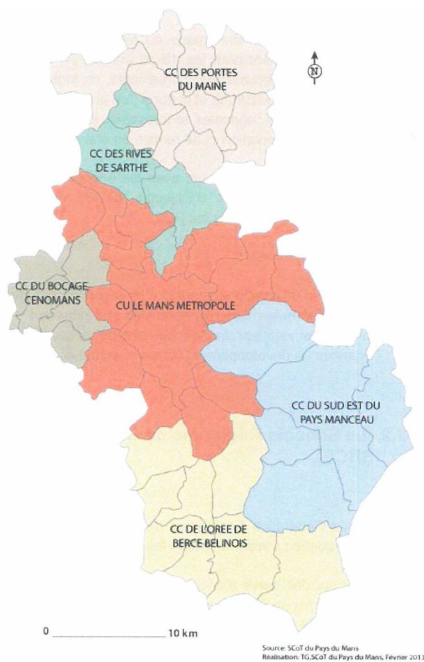 CC DES PORTES
DU MAINE
N
CC DES RIVES
DE SARTHE
CC DU BOCAGE
CENOMANS
CU LE MANS METROPOLE
CC DU SUD EST DU
PAYS MANCEAU
CC DE L'OREE DE
BERCE BELINOIS
0 10 km
Source: SCoT du Pays du Mans
Réalisation: TG,SCoT du Pays du Mans, Février 2013